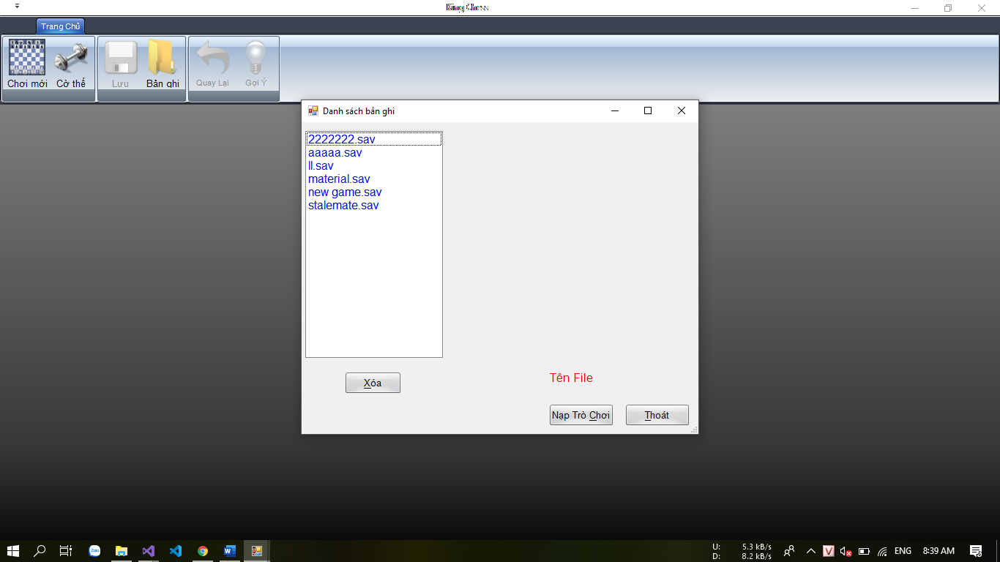 King Chess
Trang Chủ
Chơi mới
Cờ thế
Lưu
Bản ghi
Quay Lại
Gợi Ý
Danh sách bản ghi
2222222.sav
aaaaa.sav
ll.sav
material.sav
new game.sav
stalemate.sav
Xóa
Tên File
Nạp Trò Chơi
Thoát
Zalo
W
U: 5.3 kB/s
D: 8.2 kB/s
V
ENG
8:39 AM